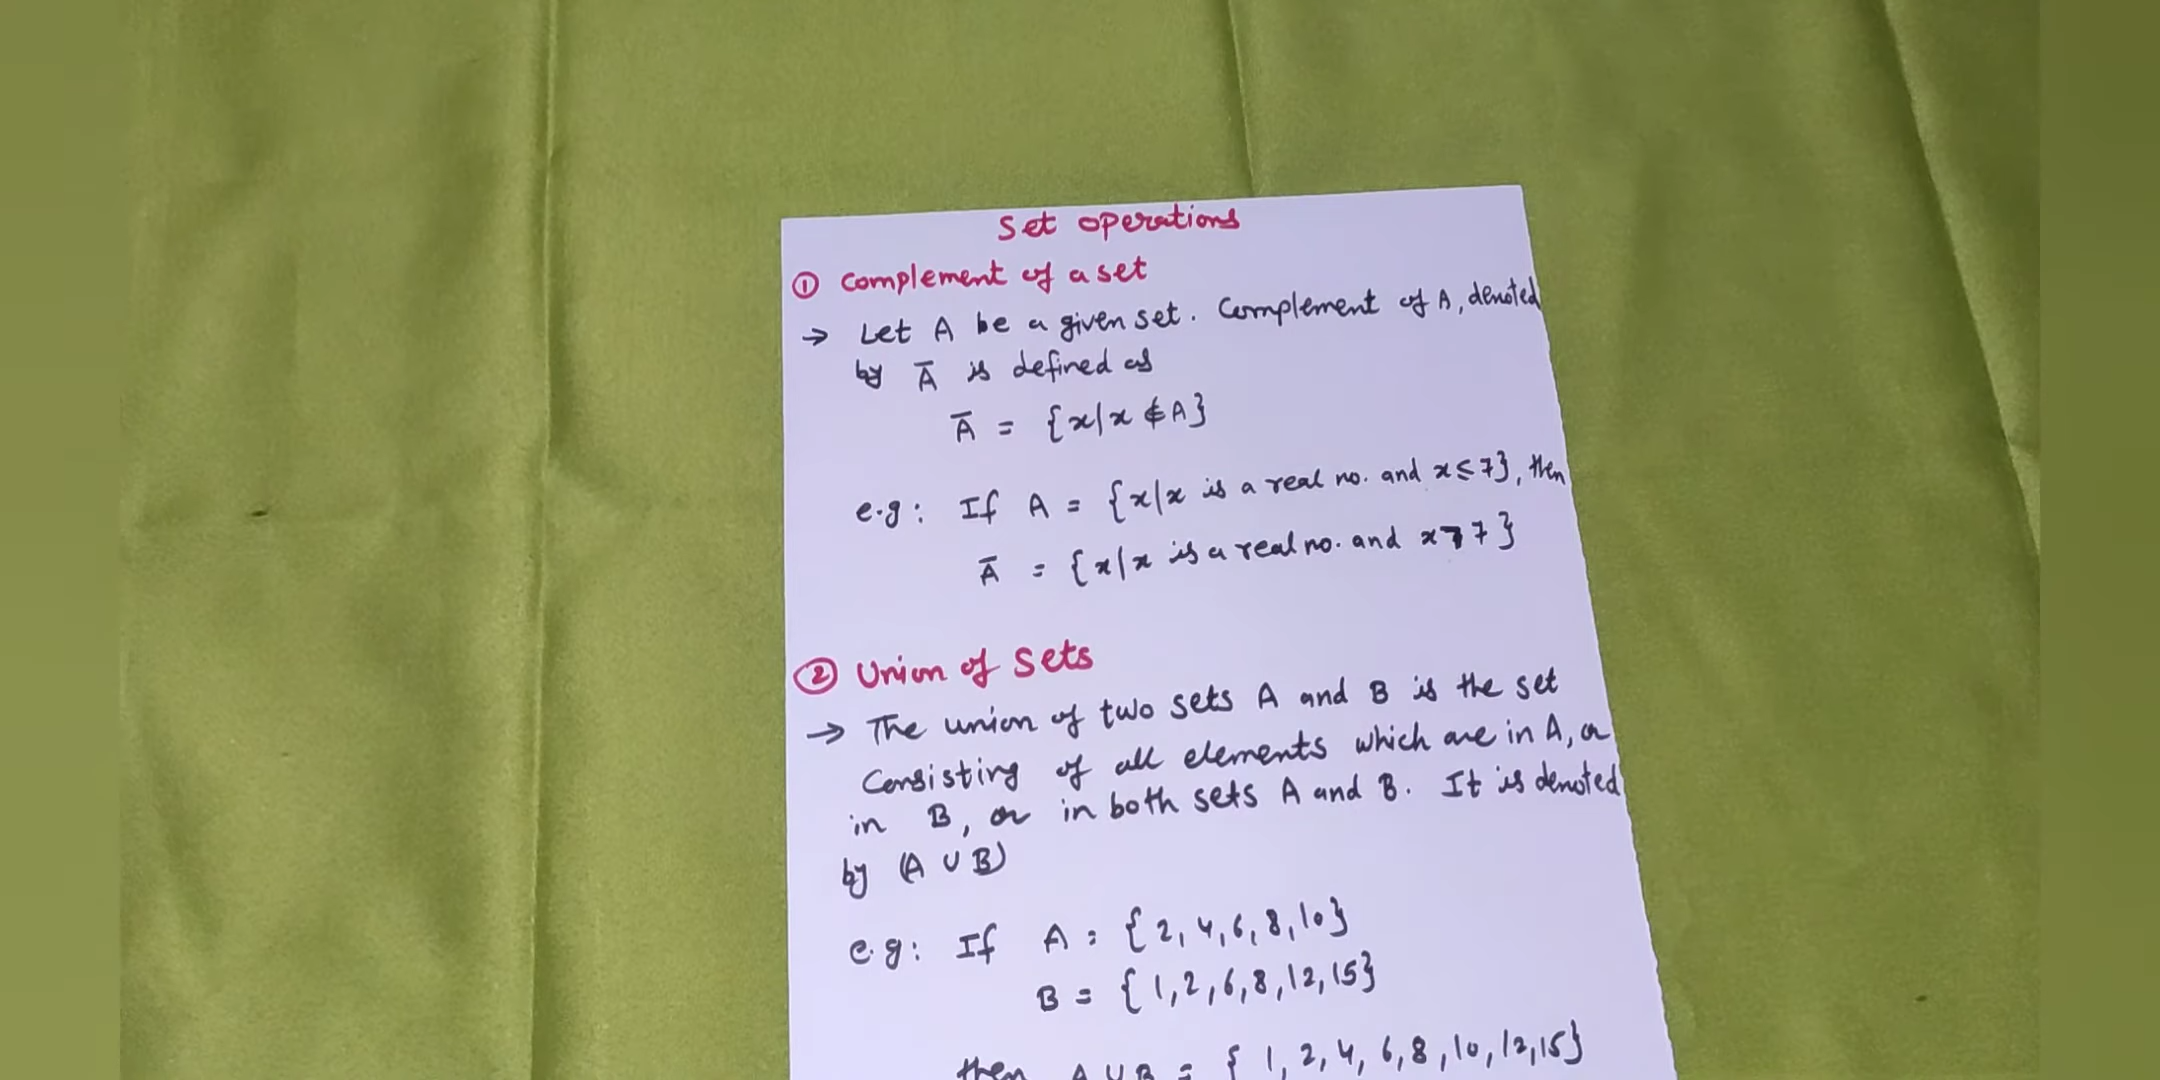 Set operations
① Complement of a set
→ Let A be a given set. Complement of A, denoted
by A̅ is defined as
A̅ = {x|x ∉ A}
e.g: If A = {x|x is a real no. and x ≤ 7}, then
A̅ = {x|x is a real no. and x > 7}
② Union of Sets
→ The union of two sets A and B is the set
Consisting of all elements which are in A, or
in B, or in both sets A and B. It is denoted
by (A ∪ B)
e.g: If A = {2, 4, 6, 8, 10}
B = {1, 2, 6, 8, 12, 15}
then A ∪ B = {1, 2, 4, 6, 8, 10, 12, 15}